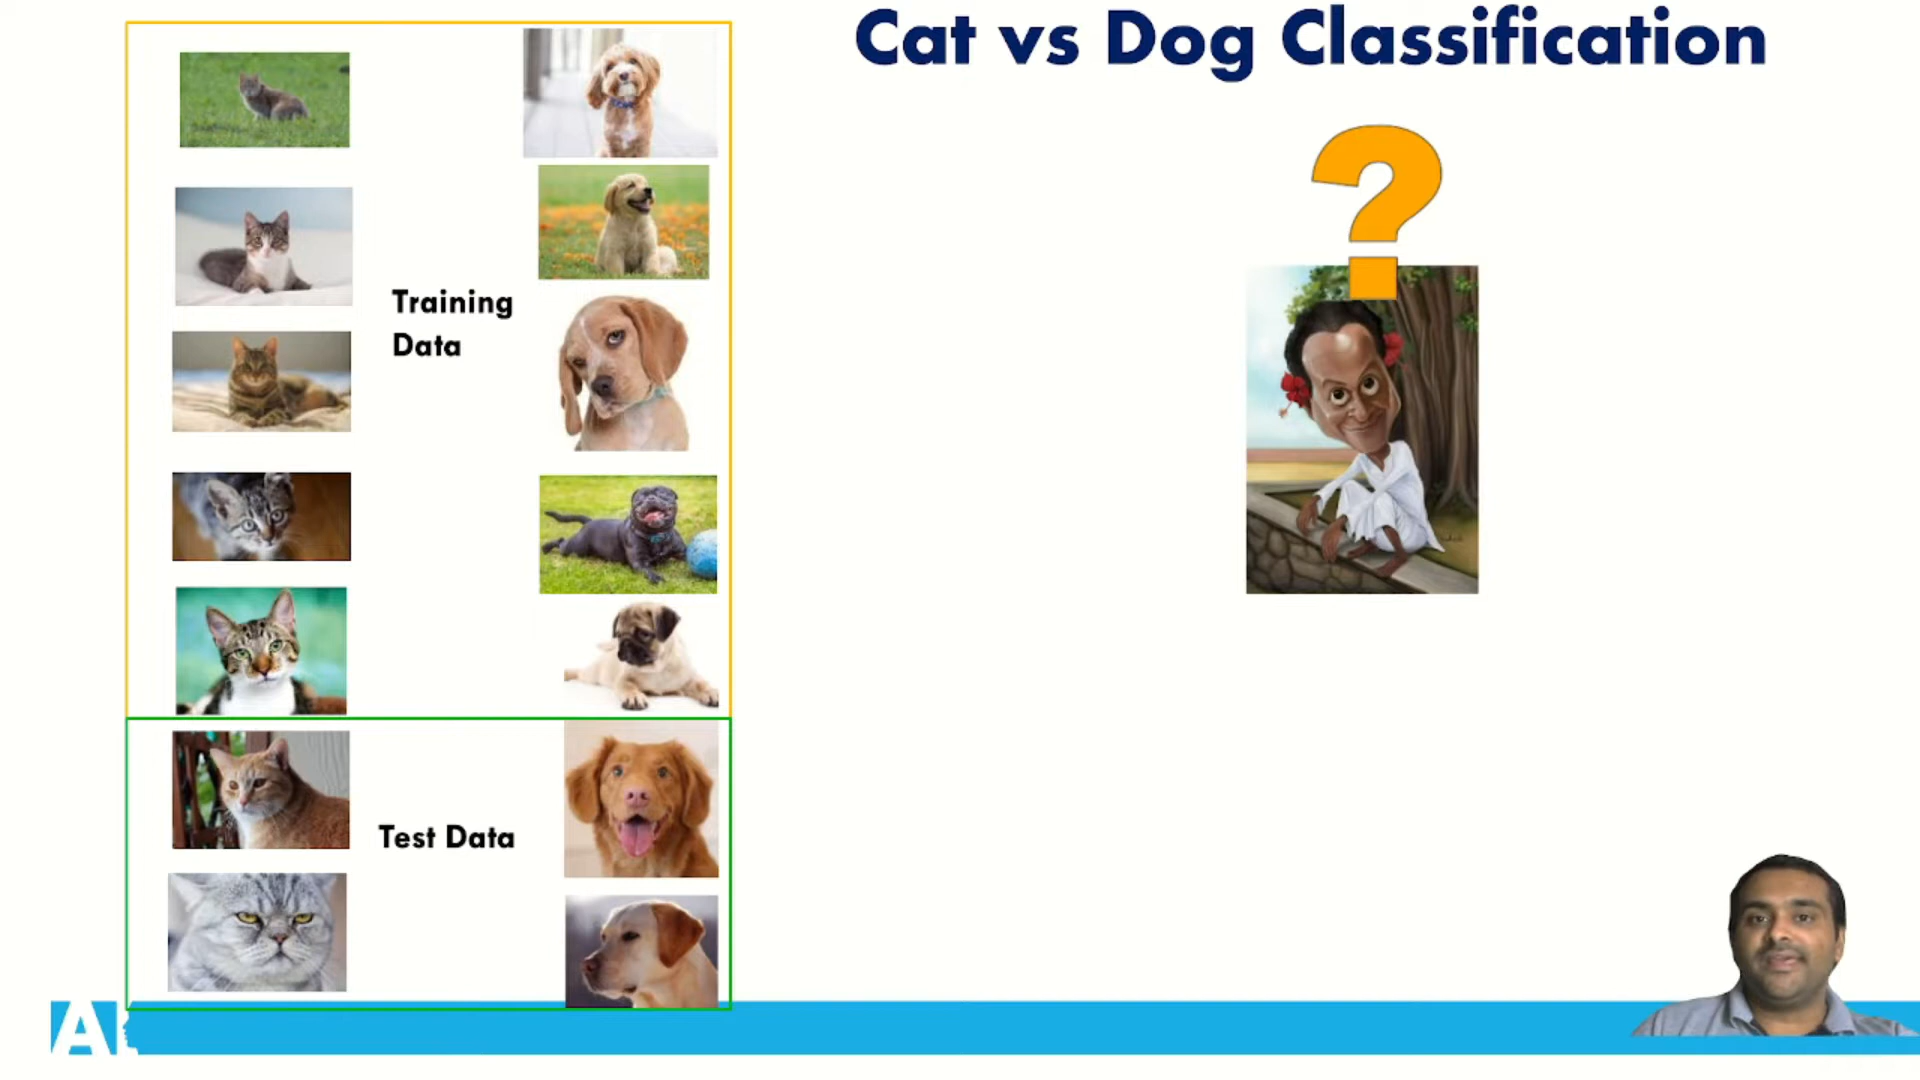 Cat vs Dog Classification
?
Training
Data
Test Data